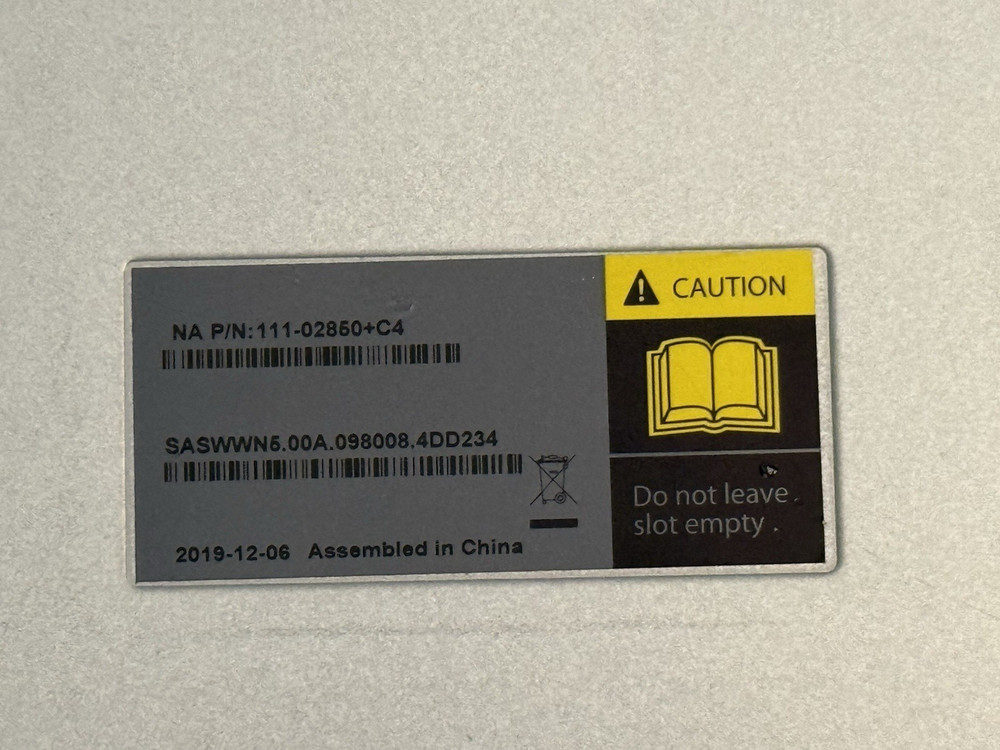 NA P/N:111-02850+C4
SASWWN5.00A.098008.4DD234
2019-12-06 Assembled in China
CAUTION
Do not leave
slot empty .